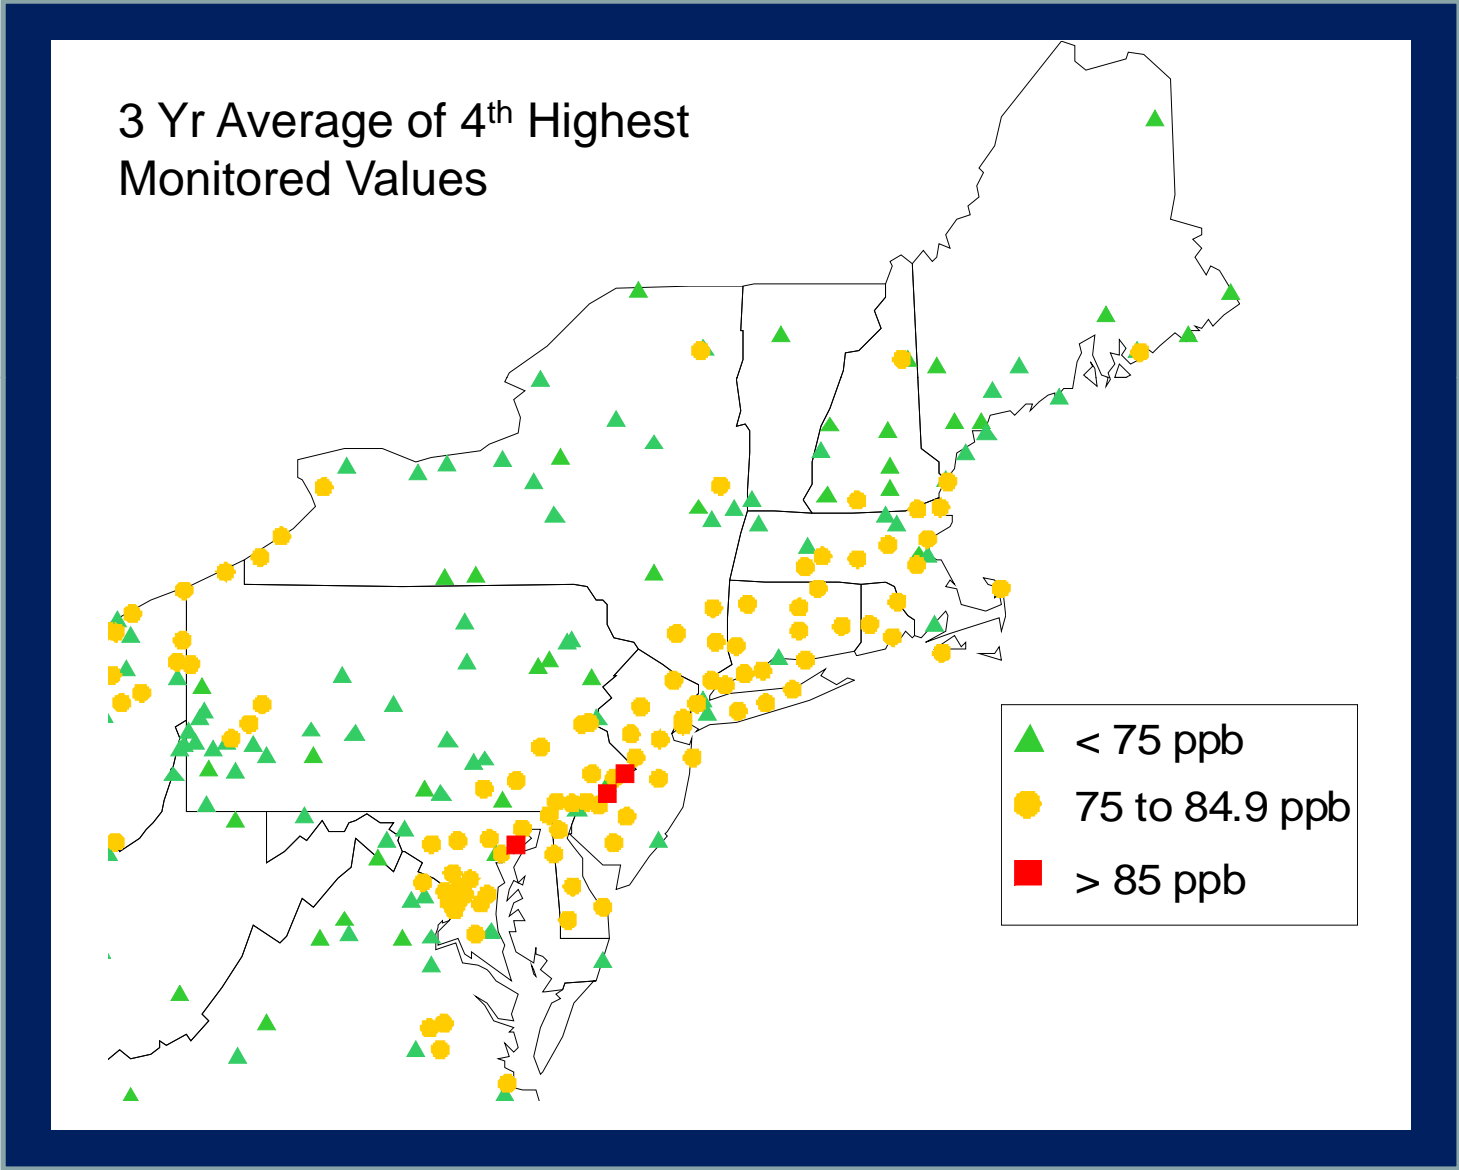 3 Yr Average of 4th Highest
Monitored Values
< 75 ppb
75 to 84.9 ppb
> 85 ppb